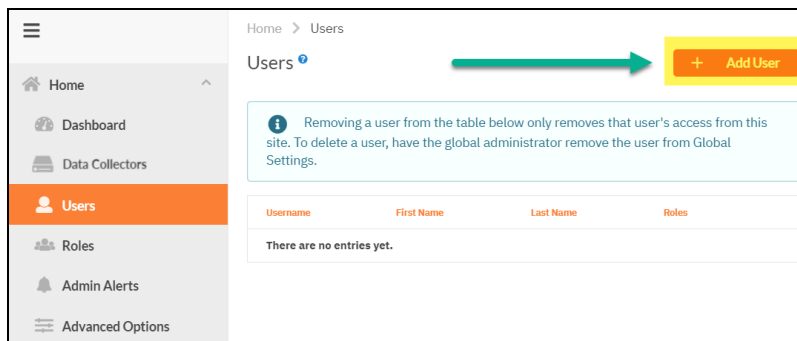 Home > Users
Users
+ Add User
Home
Dashboard
Data Collectors
Users
Roles
Admin Alerts
Advanced Options
Removing a user from the table below only removes that user's access from this
site. To delete a user, have the global administrator remove the user from Global
Settings.
Username First Name Last Name Roles
There are no entries yet.